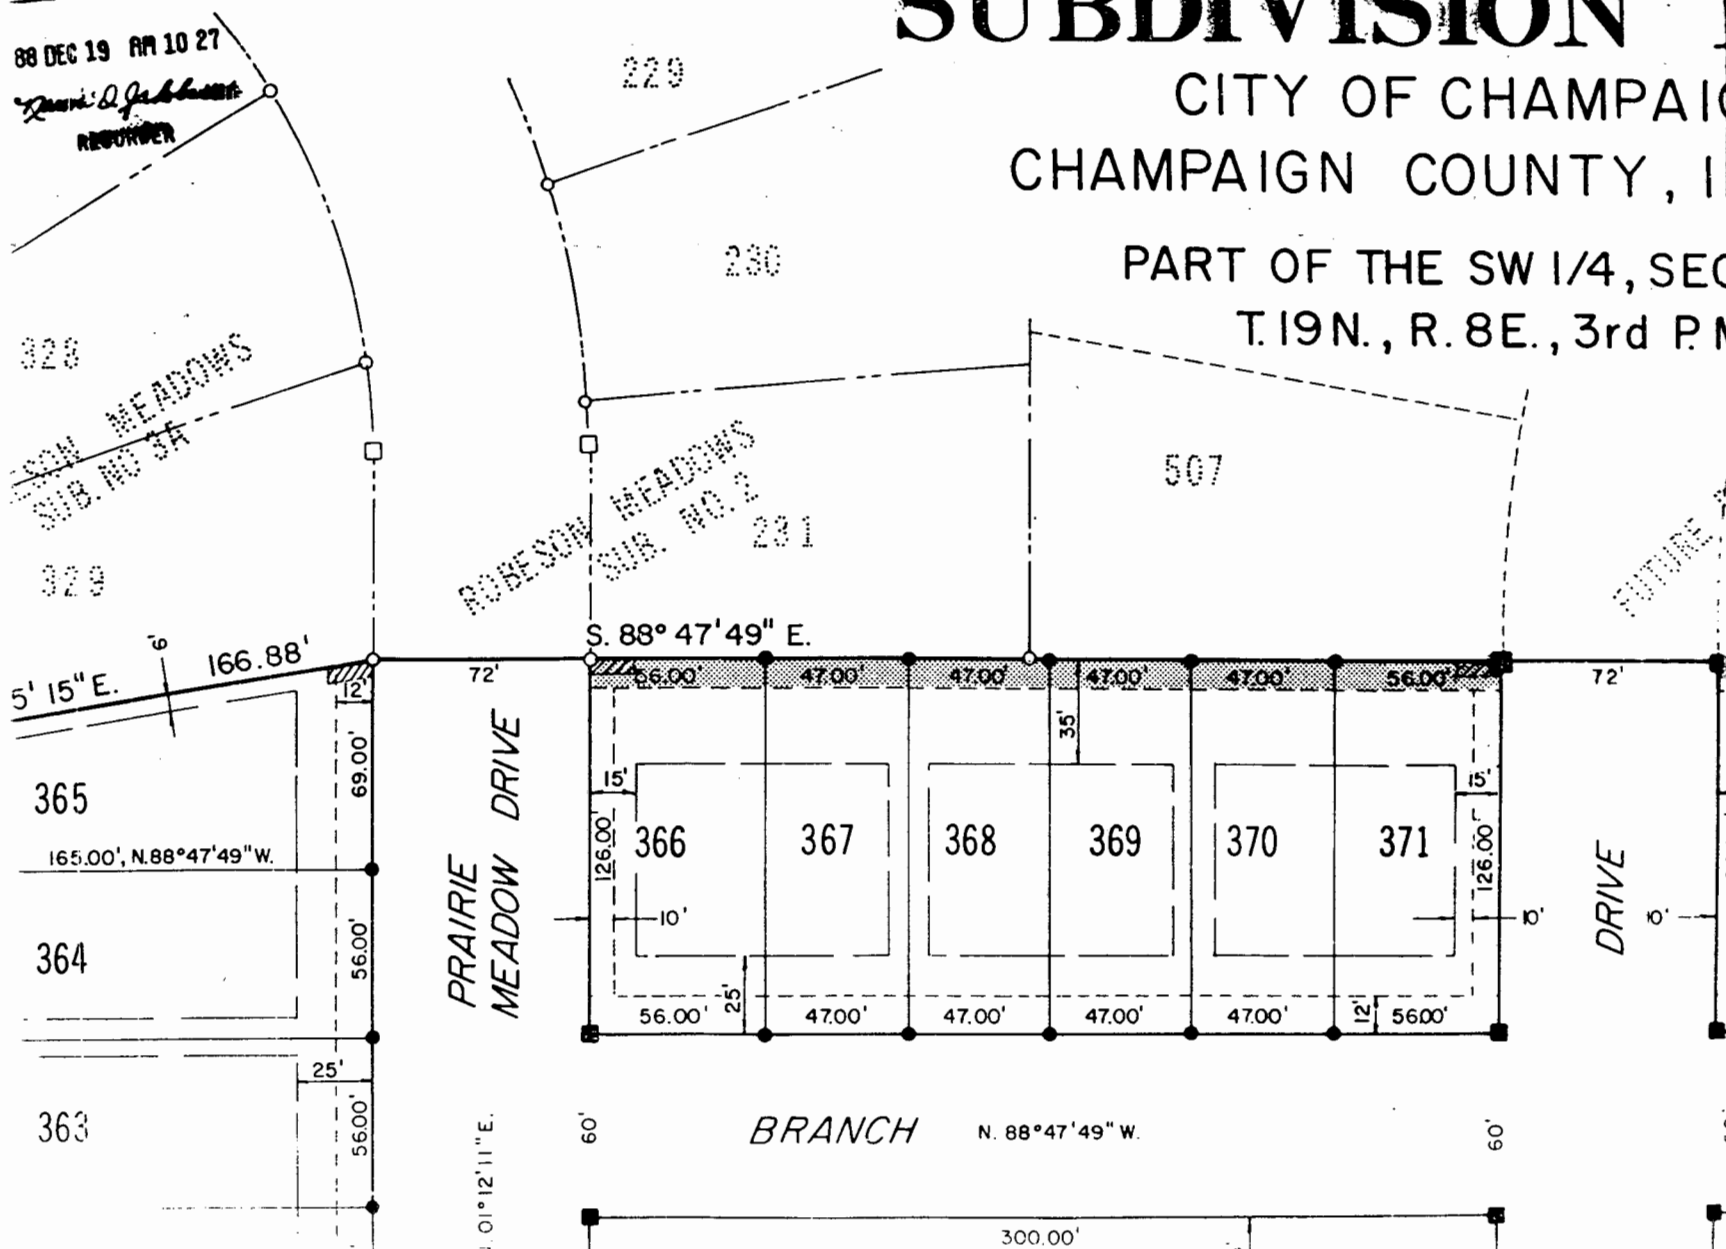 SUBDIVISION
88 DEC 19 AM 10 27
RECORDER
CITY OF CHAMPAIG
CHAMPAIGN COUNTY, I
PART OF THE SW 1/4, SEC
T. 19 N., R. 8 E., 3rd P. M
229
230
328
ESON MEADOWS
SUB. NO 3A
329
ROBESON MEADOWS
SUB. NO. 2
231
507
FUTURE
S. 88° 47' 49" E.
6'
166.88'
5' 15" E.
12'
72'
56.00'
47.00'
47.00'
47.00'
47.00'
56.00'
72'
35'
69.00'
15'
15'
365
366
367
368
369
370
371
126.00'
126.00'
165.00', N. 88° 47' 49" W.
PRAIRIE
MEADOW DRIVE
DRIVE
10'
10'
10'
364
56.00'
25'
12'
56.00'
47.00'
47.00'
47.00'
47.00'
56.00'
25'
363
56.00'
01° 12' 11" E.
60'
BRANCH
N. 88° 47' 49" W.
60'
300.00'